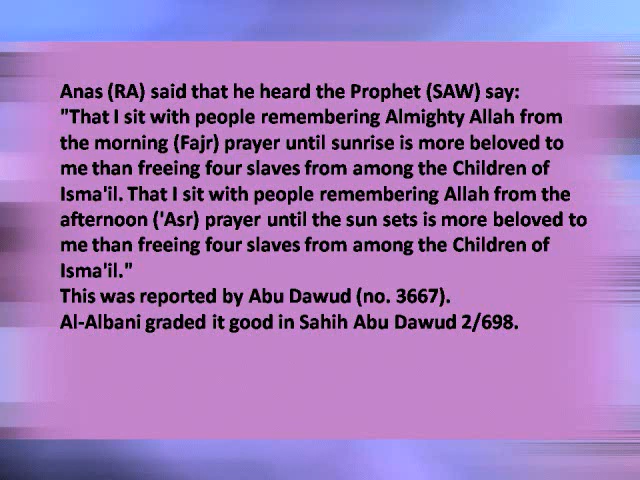 Anas (RA) said that he heard the Prophet (SAW) say:
"That I sit with people remembering Almighty Allah from
the morning (Fajr) prayer until sunrise is more beloved to
me than freeing four slaves from among the Children of
Isma'il. That I sit with people remembering Allah from the
afternoon ('Asr) prayer until the sun sets is more beloved to
me than freeing four slaves from among the Children of
Isma'il."
This was reported by Abu Dawud (no. 3667).
Al-Albani graded it good in Sahih Abu Dawud 2/698.